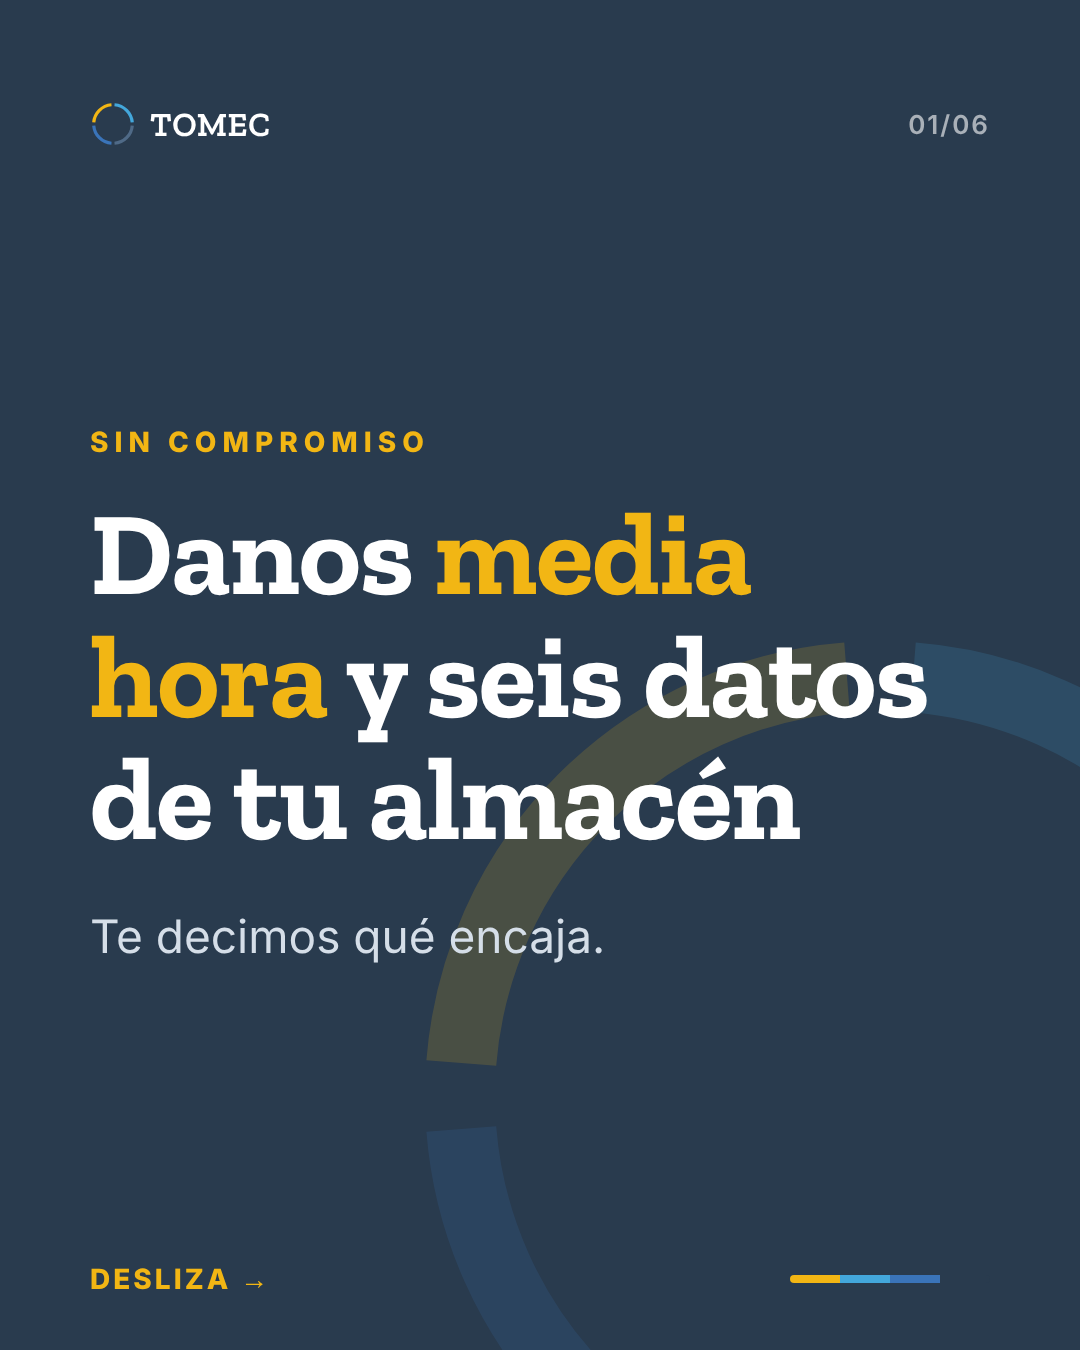 TOMEC
01/06
SIN COMPROMISO
Danos media
hora y seis datos
de tu almacén
Te decimos qué encaja.
DESLIZA →